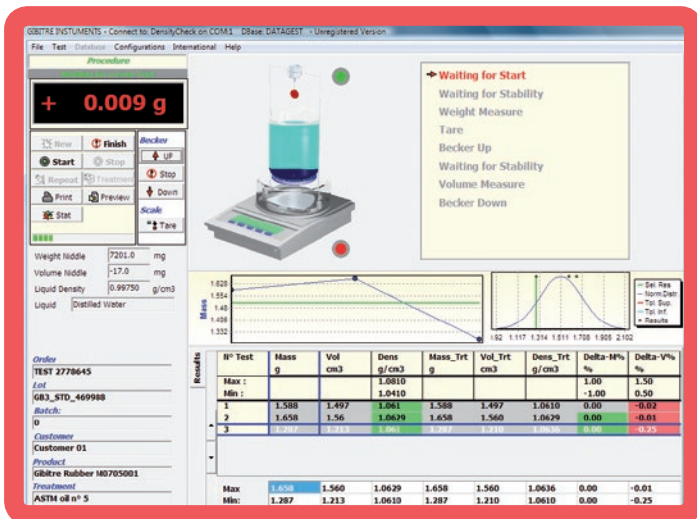 GIBITRE INSTUMENTS - Connect to: DensityCheck on COM:1 DBase: DATAGEST - Unregistered Version
File Test Database Configurations International Help
Procedure
+ 0.009 g
New Finish
Start Stop
Repeat Treatment
Print Preview
Stat
Becker
UP
Stop
Down
Scale
Tare
Waiting for Start
Waiting for Stability
Weight Measure
Tare
Becker Up
Waiting for Stability
Volume Measure
Becker Down
Weight Niddle 7201.0 mg
Volume Niddle -17.0 mg
Liquid Density 0.99750 g/cm3
Liquid Distilled Water
Mass
1.628
1.554
1.48
1.406
1.332
1.92 1.117 1.314 1.511 1.708 1.905 2.102
Sel. Res
Norm.Distr
Tol. Sup.
Tol. Inf.
Results
Order
TEST 2778645
Lot
GB3_STD_469988
Batch:
0
Customer
Customer 01
Product
Gibitre Rubber M0705001
Treatment
ASTM oil n° 5
Results
N° Test Mass Vol Dens Mass_Trt Vol_Trt Dens_Trt Delta-M% Delta-V%
g cm3 g/cm3 g cm3 g/cm3 % %
Max : 1.0810 1.00 1.50
Min : 1.0410 -1.00 0.50
1 1.588 1.497 1.061 1.588 1.497 1.0610 0.00 -0.02
2 1.658 1.56 1.0629 1.658 1.560 1.0629 0.00 -0.01
3 1.287 1.213 1.061 1.287 1.210 1.0636 0.00 -0.25
Max 1.658 1.560 1.0629 1.658 1.560 1.0636 0.00 -0.01
Min: 1.287 1.213 1.0610 1.287 1.210 1.0610 0.00 -0.25